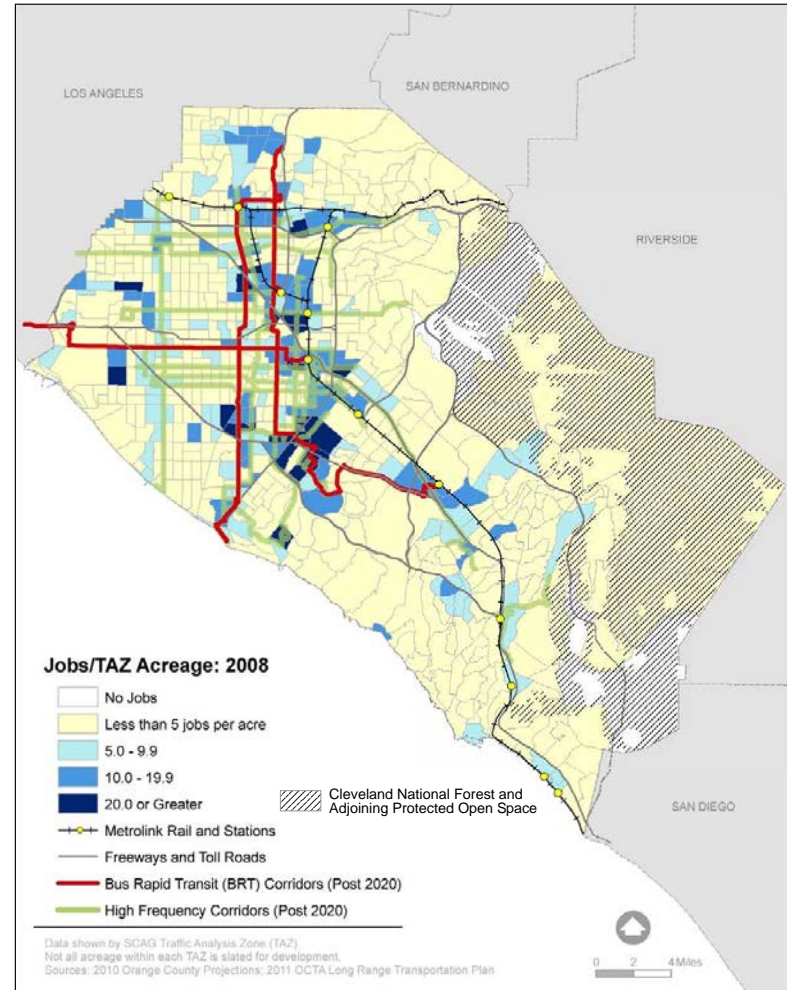 LOS ANGELES
SAN BERNARDINO
RIVERSIDE
Jobs/TAZ Acreage: 2008
No Jobs
Less than 5 jobs per acre
5.0 - 9.9
10.0 - 19.9
20.0 or Greater
Cleveland National Forest and
Adjoining Protected Open Space
Metrolink Rail and Stations
Freeways and Toll Roads
Bus Rapid Transit (BRT) Corridors (Post 2020)
High Frequency Corridors (Post 2020)
SAN DIEGO
Data shown by SCAG Traffic Analysis Zone (TAZ)
Not all acreage within each TAZ is slated for development.
Sources: 2010 Orange County Projections; 2011 OCTA Long Range Transportation Plan
0 2 4 Miles